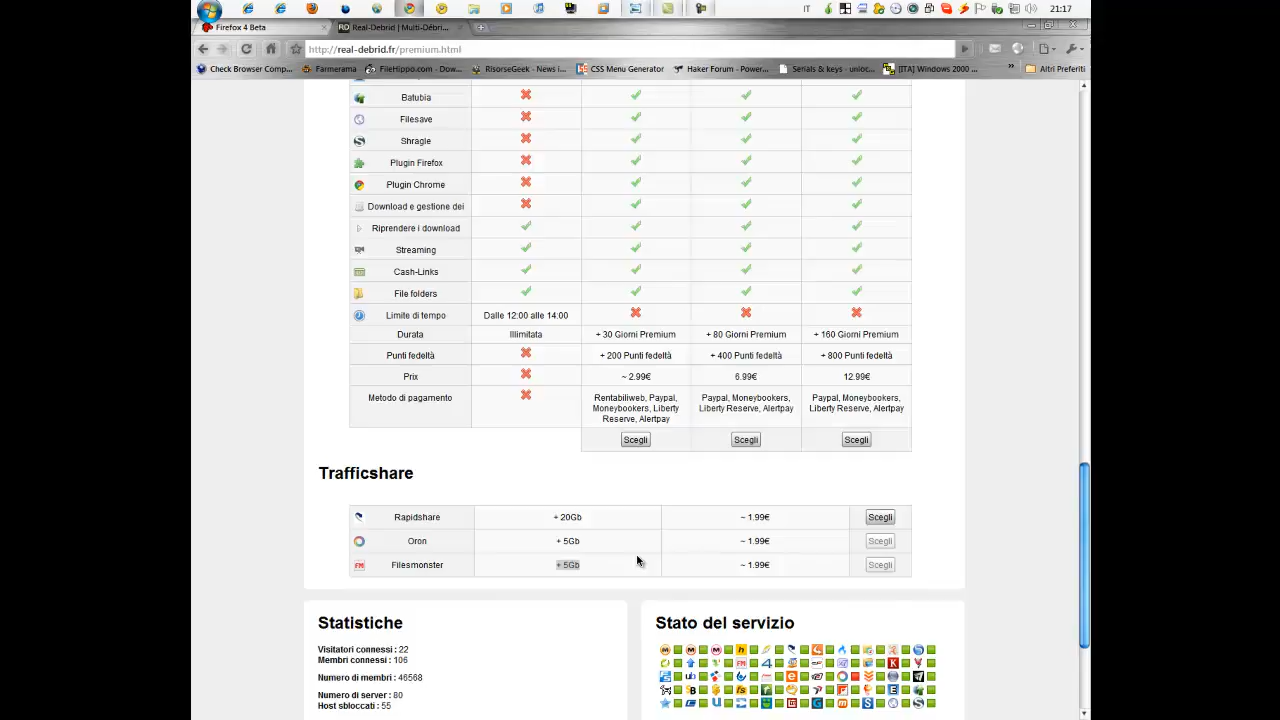 IT 21:17
Firefox 4 Beta
Real-Debrid | Multi-Débri...
http://real-debrid.fr/premium.html
Check Browser Comp...
Farmerama
FileHippo.com - Dow...
RisorseGeek - News i...
CSS Menu Generator
Haker Forum - Power...
Serials & keys - unloc...
[ITA] Windows 2000 ...
»
Altri Preferiti
Batubia
Filesave
Shragle
Plugin Firefox
Plugin Chrome
Download e gestione dei
Riprendere i download
Streaming
Cash-Links
File folders
Limite di tempo Dalle 12:00 alle 14:00
Durata Illimitata + 30 Giorni Premium + 80 Giorni Premium + 160 Giorni Premium
Punti fedeltà + 200 Punti fedeltà + 400 Punti fedeltà + 800 Punti fedeltà
Prix ~ 2.99€ 6.99€ 12.99€
Metodo di pagamento Rentabiliweb, Paypal, Paypal, Moneybookers, Paypal, Moneybookers,
Moneybookers, Liberty Liberty Reserve, Alertpay Liberty Reserve, Alertpay
Reserve, Alertpay
Scegli Scegli Scegli
Trafficshare
Rapidshare + 20Gb ~ 1.99€ Scegli
Oron + 5Gb ~ 1.99€ Scegli
Filesmonster + 5Gb ~ 1.99€ Scegli
Statistiche
Visitatori connessi : 22
Membri connessi : 106
Numero di membri : 46568
Numero di server : 80
Host sbloccati : 55
Stato del servizio